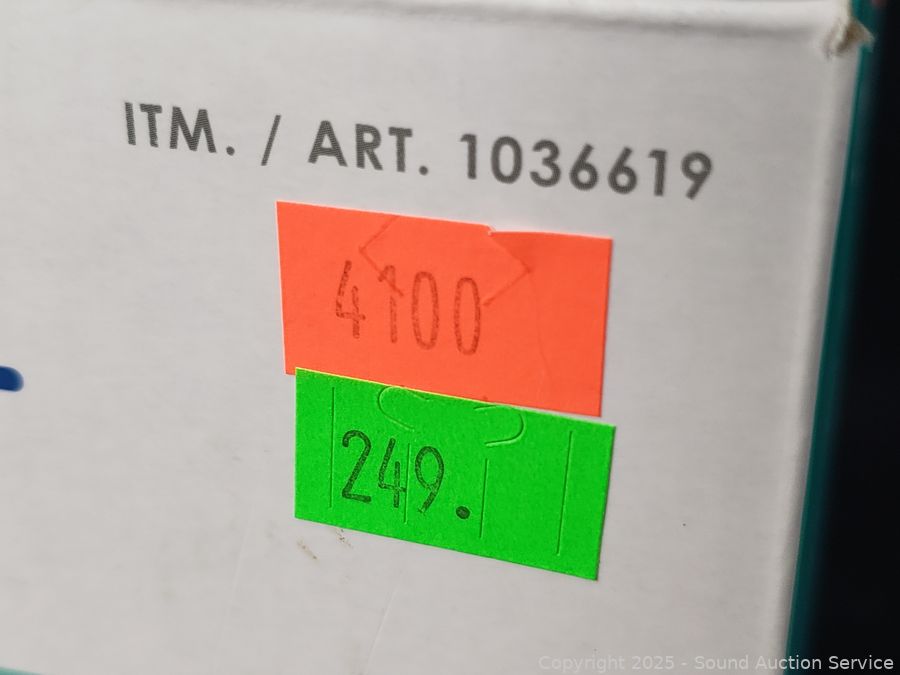 ITM. / ART. 1036619
4100
249.
Copyright © 2025 - Sound Auction Service